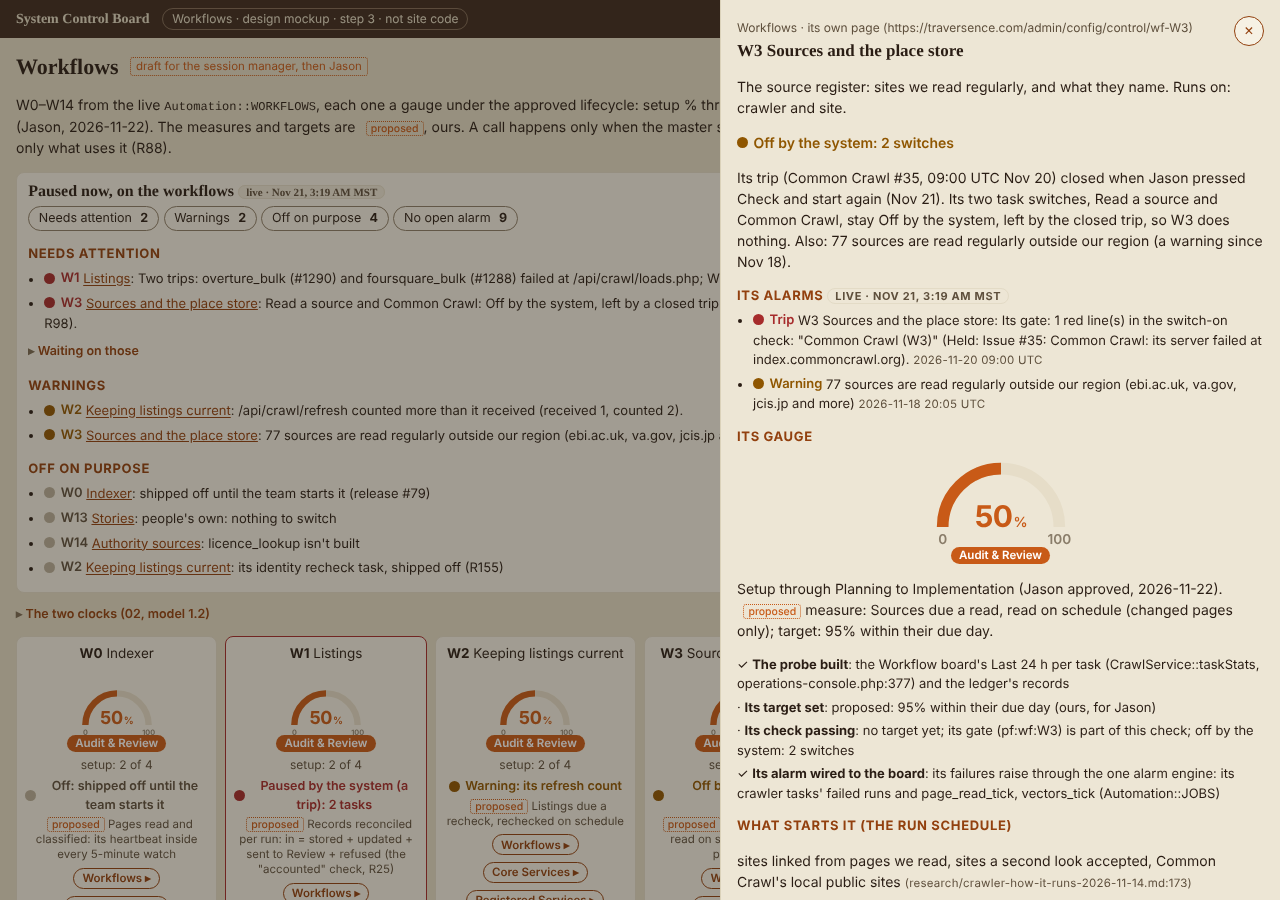 System Control Board
Workflows · design mockup · step 3 · not site code
Workflows
draft for the session manager, then Jason
W0–W14 from the live Automation::WORKFLOWS, each one a gauge under the approved lifecycle: setup % thr
(Jason, 2026-11-22). The measures and targets are proposed, ours. A call happens only when the master s
only what uses it (R88).
Paused now, on the workflows live · Nov 21, 3:19 AM MST
Needs attention 2
Warnings 2
Off on purpose 4
No open alarm 9
NEEDS ATTENTION
• W1 Listings: Two trips: overture_bulk (#1290) and foursquare_bulk (#1288) failed at /api/crawl/loads.php; W
• W3 Sources and the place store: Read a source and Common Crawl: Off by the system, left by a closed trip
R98).
▸ Waiting on those
WARNINGS
• W2 Keeping listings current: /api/crawl/refresh counted more than it received (received 1, counted 2).
• W3 Sources and the place store: 77 sources are read regularly outside our region (ebi.ac.uk, va.gov, jcis.jp
OFF ON PURPOSE
• W0 Indexer: shipped off until the team starts it (release #79)
• W13 Stories: people's own: nothing to switch
• W14 Authority sources: licence_lookup isn't built
• W2 Keeping listings current: its identity recheck task, shipped off (R155)
▸ The two clocks (02, model 1.2)
W0 Indexer
50%
0 100
Audit & Review
setup: 2 of 4
Off: shipped off until the
team starts it
proposed Pages read and
classified: its heartbeat inside
every 5-minute watch
Workflows ▸
W1 Listings
50%
0 100
Audit & Review
setup: 2 of 4
Paused by the system (a
trip): 2 tasks
proposed Records reconciled
per run: in = stored + updated +
sent to Review + refused (the
"accounted" check, R25)
Workflows ▸
W2 Keeping listings current
50%
0 100
Audit & Review
setup: 2 of 4
Warning: its refresh count
proposed Listings due a
recheck, rechecked on schedule
Workflows ▸
Core Services ▸
Registered Services ▸
W3 Sourc
50
0
Audit
setup
Off b
proposed
read on s
W
Workflows · its own page (https://traversence.com/admin/config/control/wf-W3)
×
W3 Sources and the place store
The source register: sites we read regularly, and what they name. Runs on:
crawler and site.
Off by the system: 2 switches
Its trip (Common Crawl #35, 09:00 UTC Nov 20) closed when Jason pressed
Check and start again (Nov 21). Its two task switches, Read a source and
Common Crawl, stay Off by the system, left by the closed trip, so W3 does
nothing. Also: 77 sources are read regularly outside our region (a warning since
Nov 18).
ITS ALARMS LIVE · NOV 21, 3:19 AM MST
• Trip W3 Sources and the place store: Its gate: 1 red line(s) in the switch-on
check: "Common Crawl (W3)" (Held: Issue #35: Common Crawl: its server failed at
index.commoncrawl.org). 2026-11-20 09:00 UTC
• Warning 77 sources are read regularly outside our region (ebi.ac.uk, va.gov,
jcis.jp and more) 2026-11-18 20:05 UTC
ITS GAUGE
50%
0 100
Audit & Review
Setup through Planning to Implementation (Jason approved, 2026-11-22).
proposed measure: Sources due a read, read on schedule (changed pages
only); target: 95% within their due day.
✓ The probe built: the Workflow board's Last 24 h per task (CrawlService::taskStats,
operations-console.php:377) and the ledger's records
· Its target set: proposed: 95% within their due day (ours, for Jason)
· Its check passing: no target yet; its gate (pf:wf:W3) is part of this check; off by the
system: 2 switches
✓ Its alarm wired to the board: its failures raise through the one alarm engine: its
crawler tasks' failed runs and page_read_tick, vectors_tick (Automation::JOBS)
WHAT STARTS IT (THE RUN SCHEDULE)
sites linked from pages we read, sites a second look accepted, Common
Crawl's local public sites (research/crawler-how-it-runs-2026-11-14.md:173)